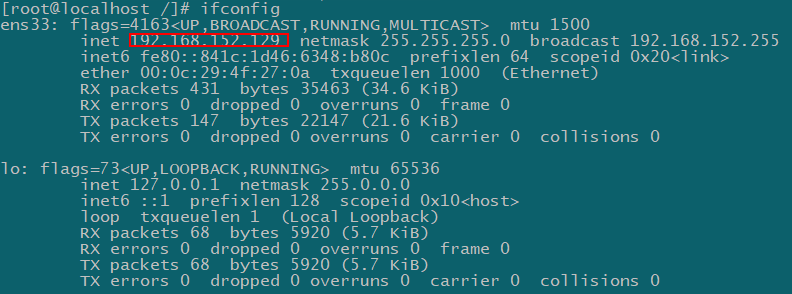 [root@localhost /]# ifconfig
ens33: flags=4163<UP,BROADCAST,RUNNING,MULTICAST>  mtu 1500
        inet 192.168.152.129  netmask 255.255.255.0  broadcast 192.168.152.255
        inet6 fe80::841c:1d46:6348:b80c  prefixlen 64  scopeid 0x20<link>
        ether 00:0c:29:4f:27:0a  txqueuelen 1000  (Ethernet)
        RX packets 431  bytes 35463 (34.6 KiB)
        RX errors 0  dropped 0  overruns 0  frame 0
        TX packets 147  bytes 22147 (21.6 KiB)
        TX errors 0  dropped 0 overruns 0  carrier 0  collisions 0

lo: flags=73<UP,LOOPBACK,RUNNING>  mtu 65536
        inet 127.0.0.1  netmask 255.0.0.0
        inet6 ::1  prefixlen 128  scopeid 0x10<host>
        loop  txqueuelen 1  (Local Loopback)
        RX packets 68  bytes 5920 (5.7 KiB)
        RX errors 0  dropped 0  overruns 0  frame 0
        TX packets 68  bytes 5920 (5.7 KiB)
        TX errors 0  dropped 0 overruns 0  carrier 0  collisions 0